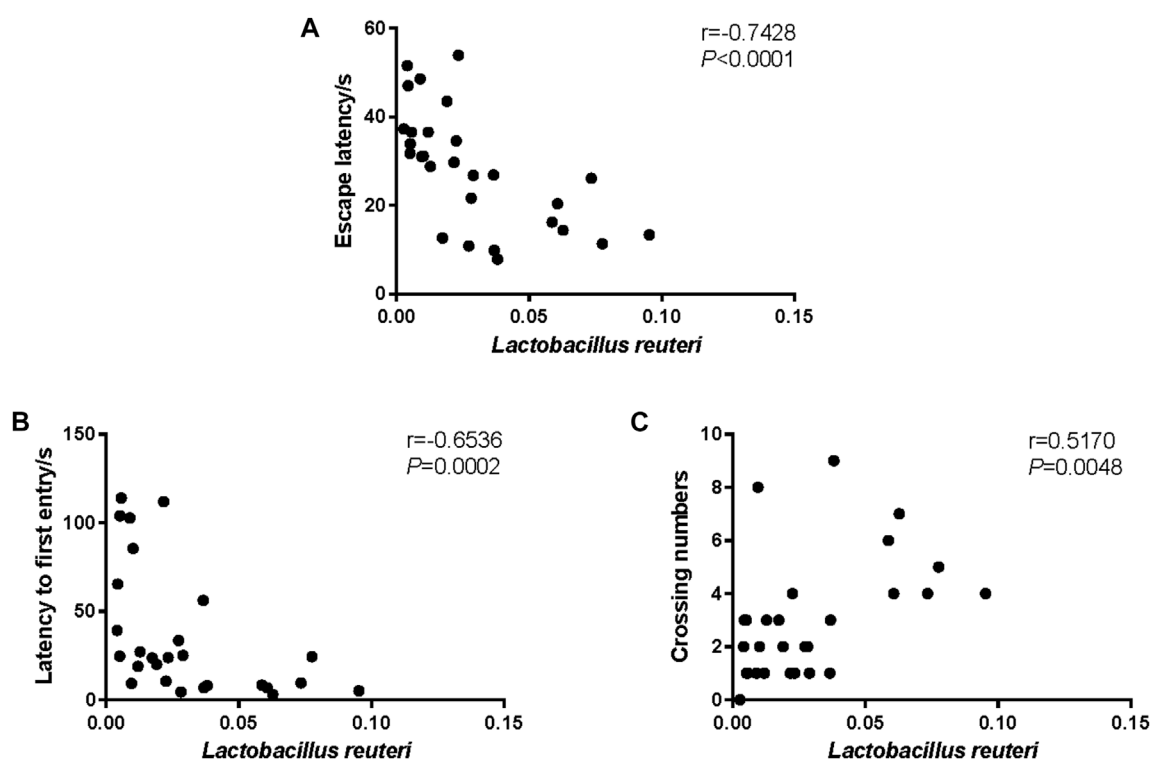 A
r=-0.7428
P<0.0001
60
40
20
0
Escape latency/s
0.00 0.05 0.10 0.15
Lactobacillus reuteri
B
r=-0.6536
P=0.0002
150
100
50
0
Latency to first entry/s
0.00 0.05 0.10 0.15
Lactobacillus reuteri
C
r=0.5170
P=0.0048
10
8
6
4
2
0
Crossing numbers
0.00 0.05 0.10 0.15
Lactobacillus reuteri